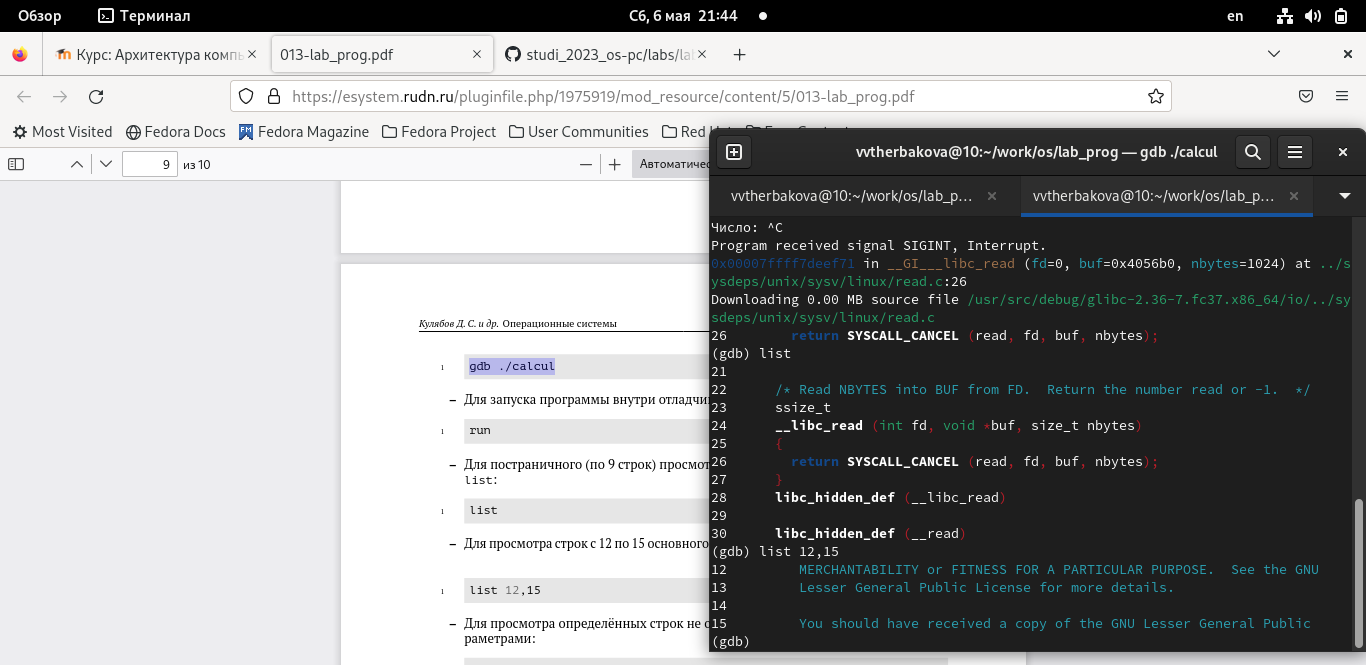 Обзор Терминал Сб, 6 мая 21:44 en
Курс: Архитектура компь 013-lab_prog.pdf studi_2023_os-pc/labs/la
https://esystem.rudn.ru/pluginfile.php/1975919/mod_resource/content/5/013-lab_prog.pdf
Most Visited Fedora Docs Fedora Magazine Fedora Project User Communities Red
9 из 10 Автоматичес
Кулябов Д. С. и др. Операционные системы
1 gdb ./calcul
– Для запуска программы внутри отладчи
1 run
– Для постраничного (по 9 строк) просмот
list:
1 list
– Для просмотра строк с 12 по 15 основного
1 list 12,15
– Для просмотра определённых строк не о
раметрами:
vvtherbakova@10:~/work/os/lab_prog — gdb ./calcul
vvtherbakova@10:~/work/os/lab_p... vvtherbakova@10:~/work/os/lab_p...
Число: ^C
Program received signal SIGINT, Interrupt.
0x00007ffff7deef71 in __GI___libc_read (fd=0, buf=0x4056b0, nbytes=1024) at ../s
ysdeps/unix/sysv/linux/read.c:26
Downloading 0.00 MB source file /usr/src/debug/glibc-2.36-7.fc37.x86_64/io/../sy
sdeps/unix/sysv/linux/read.c
26 return SYSCALL_CANCEL (read, fd, buf, nbytes);
(gdb) list
21
22 /* Read NBYTES into BUF from FD. Return the number read or -1. */
23 ssize_t
24 __libc_read (int fd, void *buf, size_t nbytes)
25 {
26 return SYSCALL_CANCEL (read, fd, buf, nbytes);
27 }
28 libc_hidden_def (__libc_read)
29
30 libc_hidden_def (__read)
(gdb) list 12,15
12 MERCHANTABILITY or FITNESS FOR A PARTICULAR PURPOSE. See the GNU
13 Lesser General Public License for more details.
14
15 You should have received a copy of the GNU Lesser General Public
(gdb)